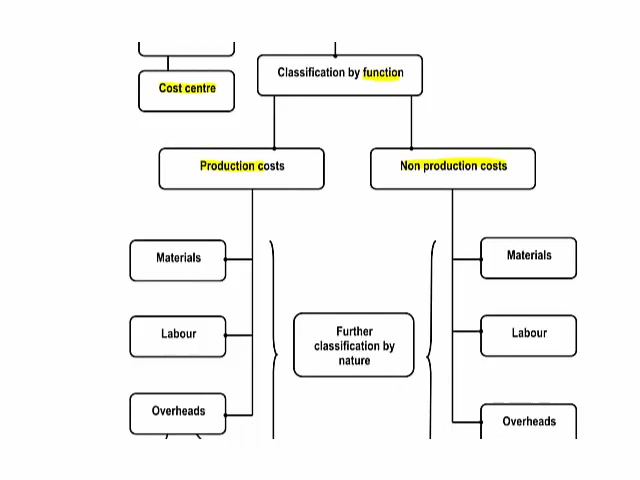 Classification by function
Cost centre
Production costs
Non production costs
Materials
Materials
Further
classification by
nature
Labour
Labour
Overheads
Overheads